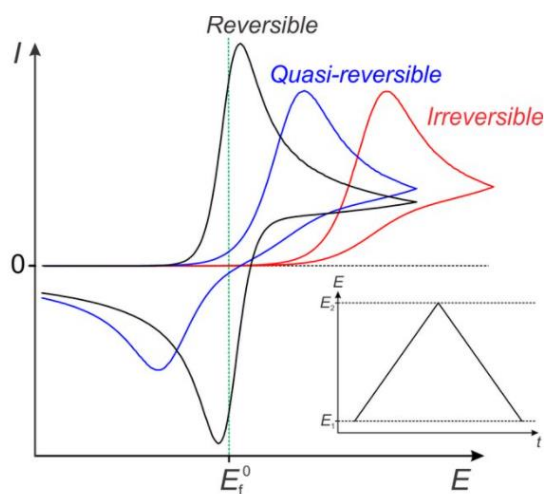 Reversible
I
Quasi-reversible
Irreversible
0
E
E₂
E₁
t
E⁰f
E